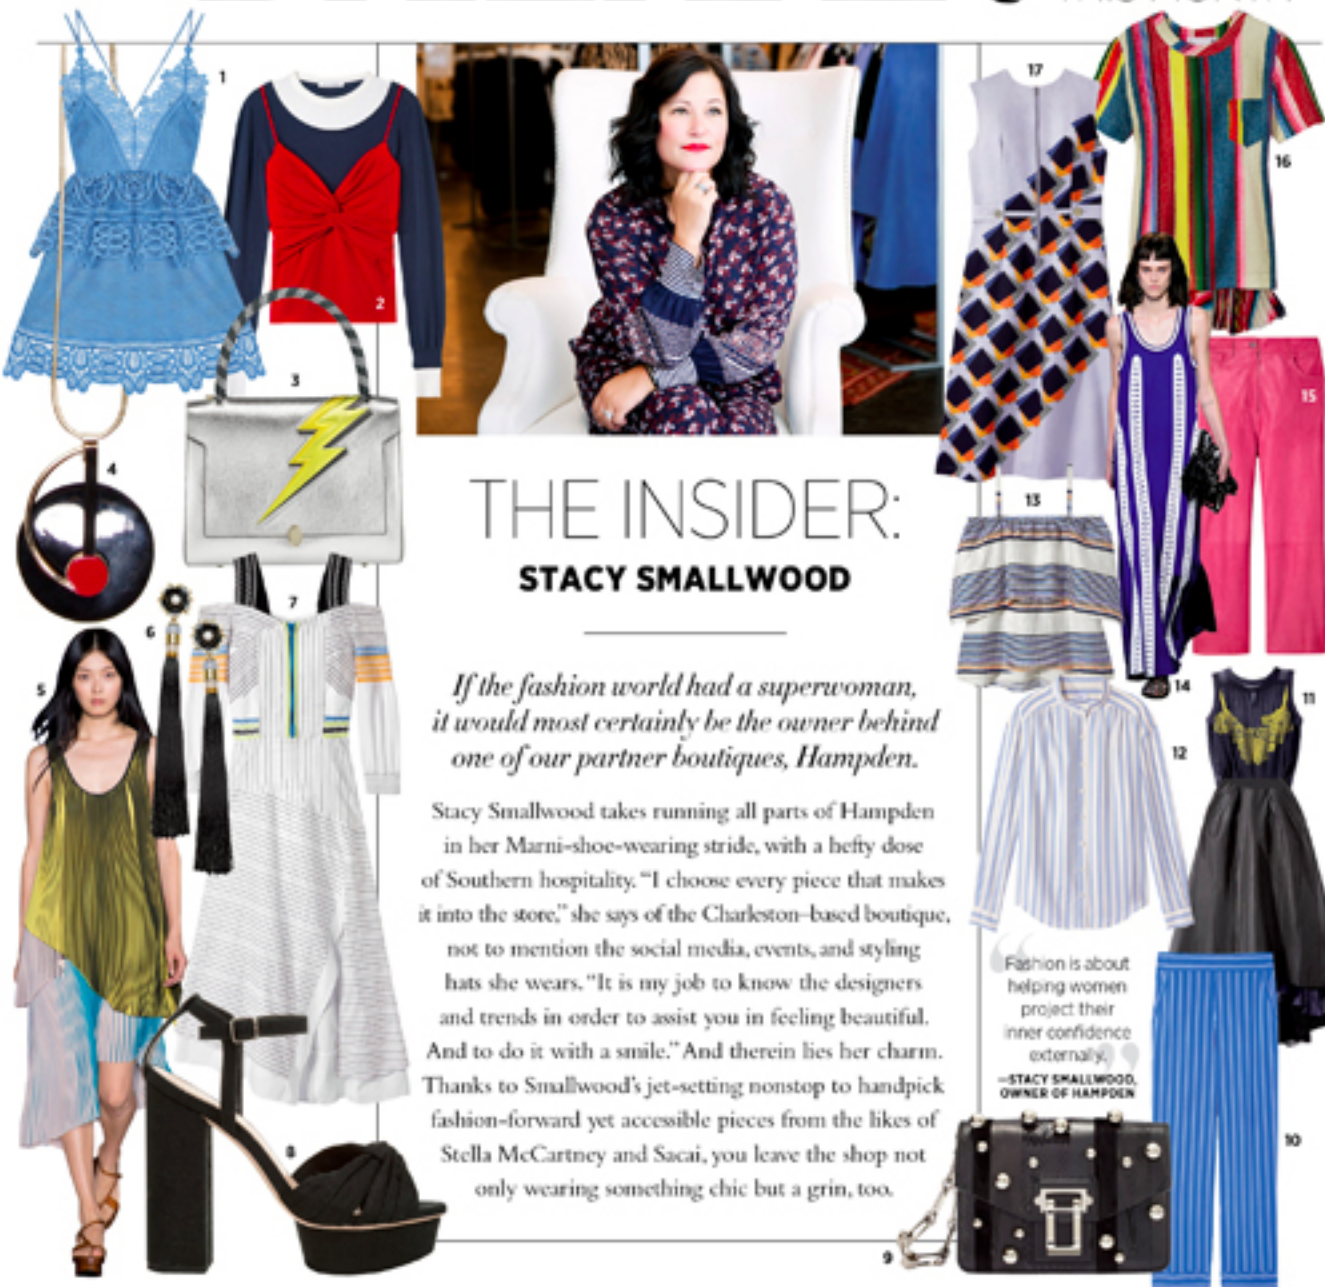 1
17
16
2
3
15
4
THE INSIDER:
13
STACY SMALLWOOD
7
6
If the fashion world had a superwoman,
it would most certainly be the owner behind
one of our partner boutiques, Hampden.
5
14
11
12
Stacy Smallwood takes running all parts of Hampden
in her Marni-shoe-wearing stride, with a hefty dose
of Southern hospitality. “I choose every piece that makes
it into the store,” she says of the Charleston–based boutique,
not to mention the social media, events, and styling
hats she wears. “It is my job to know the designers
and trends in order to assist you in feeling beautiful.
And to do it with a smile.” And therein lies her charm.
Thanks to Smallwood’s jet-setting nonstop to handpick
fashion-forward yet accessible pieces from the likes of
Stella McCartney and Sacai, you leave the shop not
only wearing something chic but a grin, too.
“Fashion is about
helping women
project their
inner confidence
externally.”
—STACY SMALLWOOD,
OWNER OF HAMPDEN
8
10
9